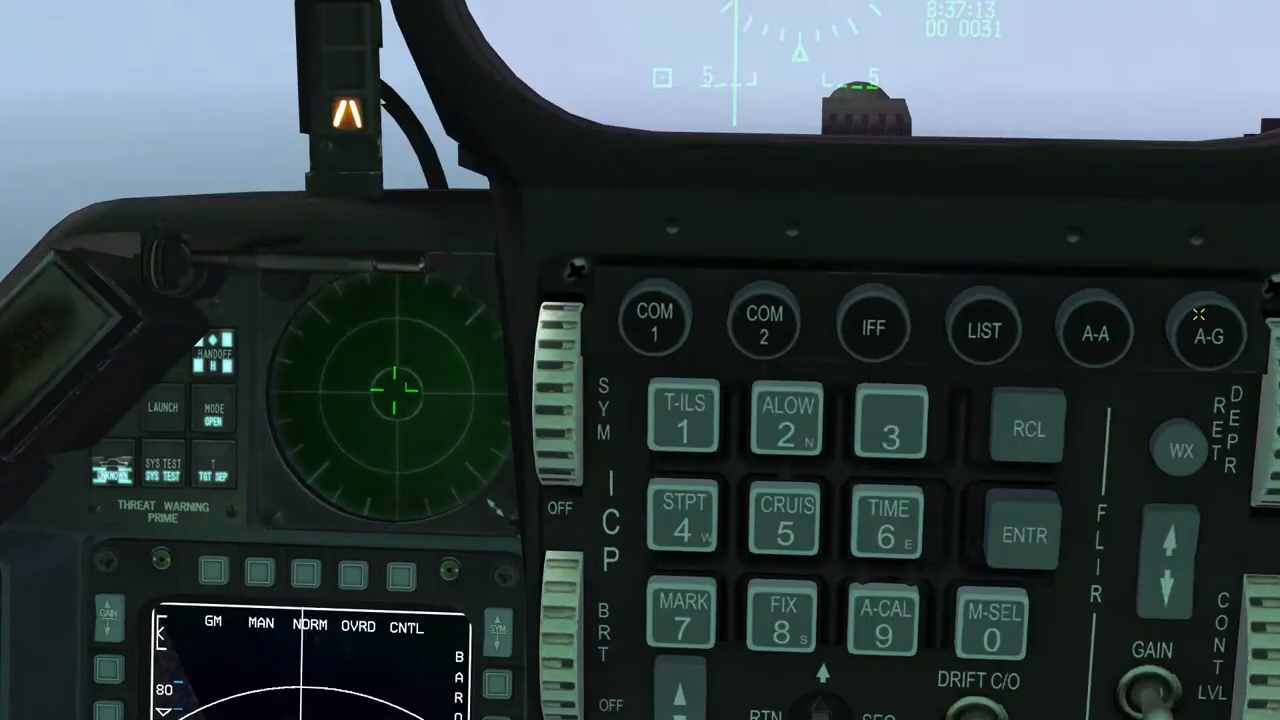 8:37:13
00 0031
5
5
COM
1
COM
2
IFF
LIST
A-A
A-G
HANDOFF
H
LAUNCH
MODE
OPEN
UNKNOWN
SYS TEST
SYS TEST
T
TGT SEP
THREAT WARNING
PRIME
SYM
OFF
ICP
BRT
OFF
T-ILS
1
ALOW
2 N
3
RCL
STPT
4 W
CRUIS
5
TIME
6 E
ENTR
MARK
7
FIX
8 S
A-CAL
9
M-SEL
0
FLIR
WX
RET
DEPR
GAIN
CONT
LVL
DRIFT C/O
RTN
SEQ
GAIN
SYM
GM MAN NORM OVRD CNTL
80
BARO